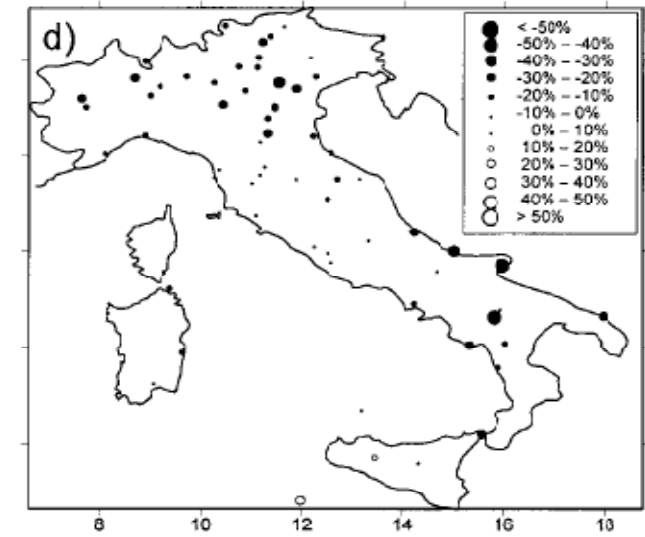 d)
< -50%
-50% – -40%
-40% – -30%
-30% – -20%
-20% – -10%
-10% – 0%
0% – 10%
10% – 20%
20% – 30%
30% – 40%
40% – 50%
> 50%
8 10 12 14 16 18